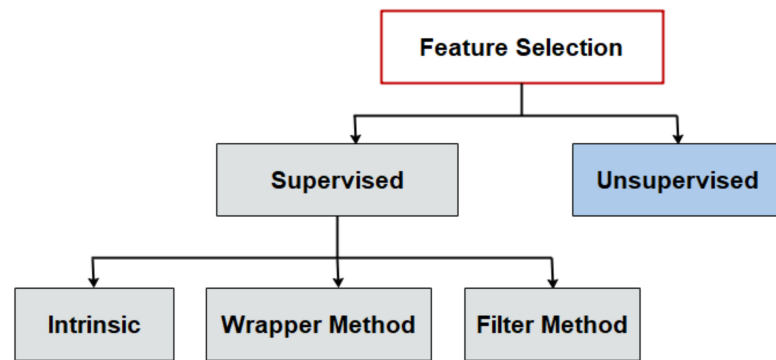 Feature Selection
Supervised
Unsupervised
Intrinsic
Wrapper Method
Filter Method